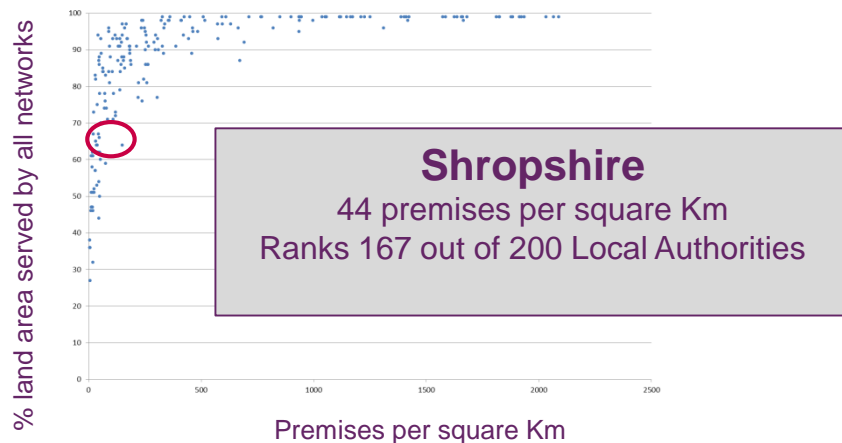 % land area served by all networks
100
90
80
70
60
50
40
30
20
10
0
Shropshire
44 premises per square Km
Ranks 167 out of 200 Local Authorities
0 500 1000 1500 2000 2500
Premises per square Km